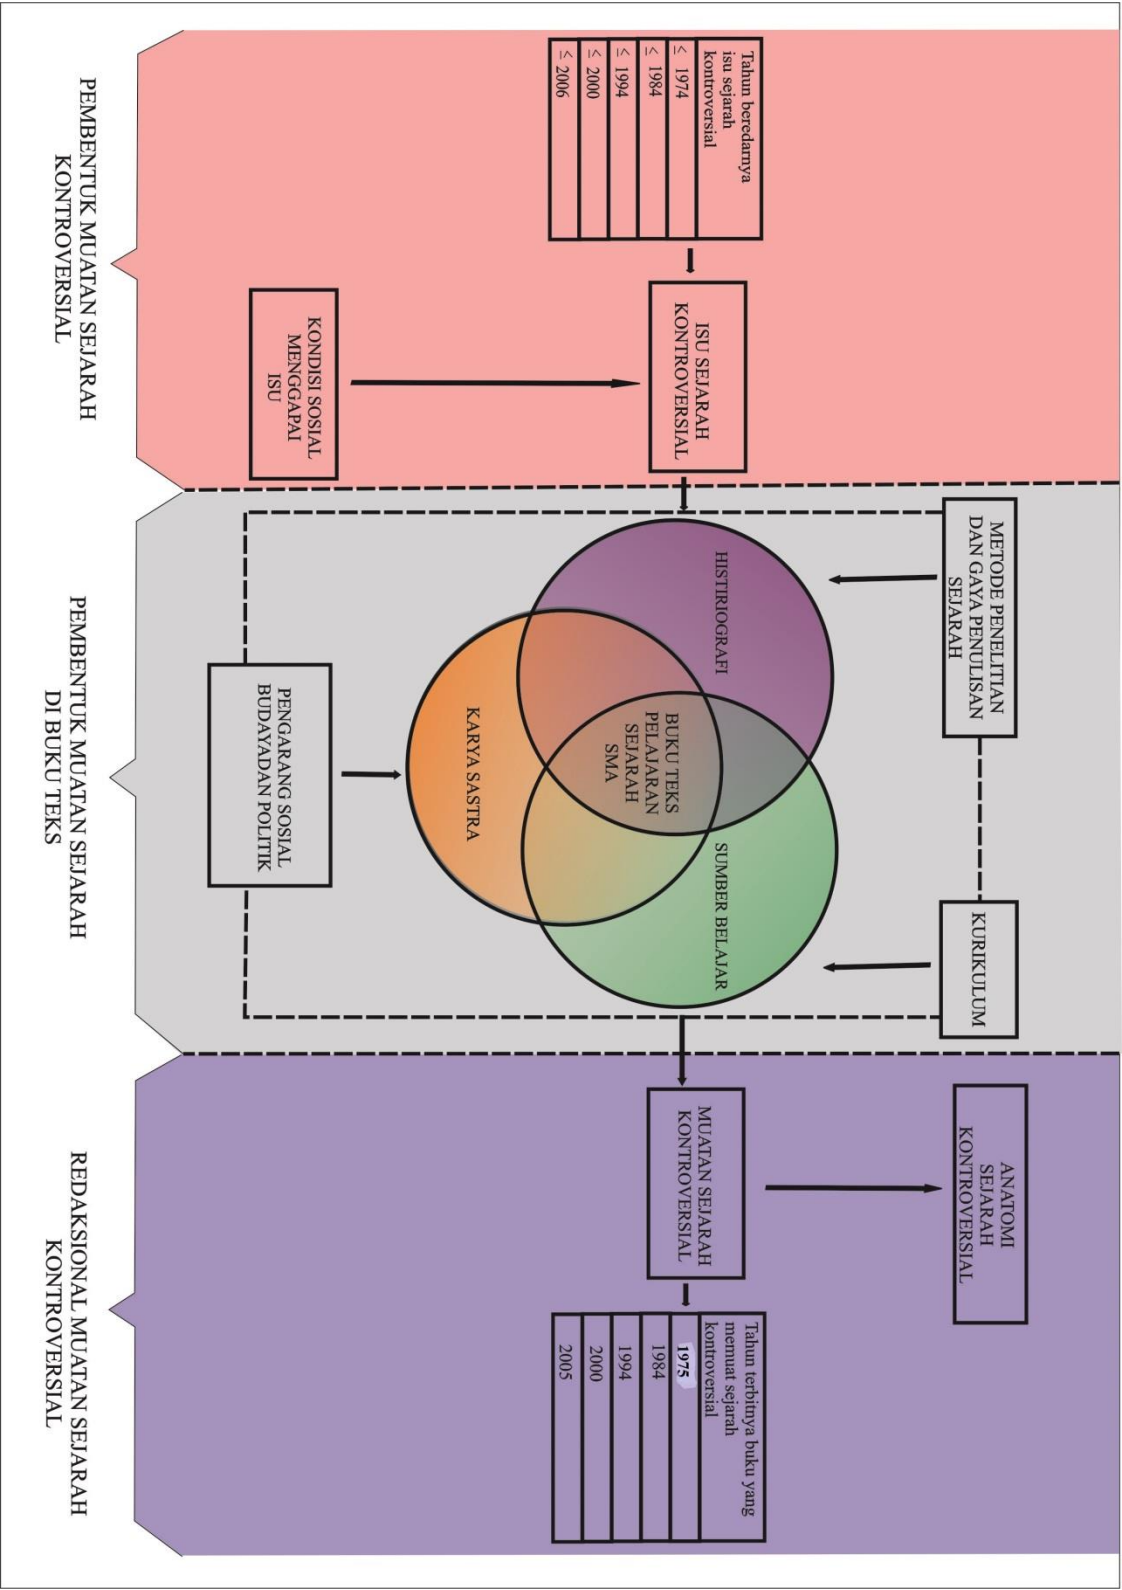 Tahun beredarnya
isu sejarah
kontroversial
≤ 1974
≤ 1984
≤ 1994
≤ 2000
≤ 2006
ISU SEJARAH
KONTROVERSIAL
KONDISI SOSIAL
MENGGAPAI
ISU
PEMBENTUK MUATAN SEJARAH
KONTROVERSIAL
METODE PENELITIAN
DAN GAYA PENULISAN
SEJARAH
KURIKULUM
HISTIRIOGRAFI
SUMBER BELAJAR
BUKU TEKS
PELAJARAN
SEJARAH
SMA
KARYA SASTRA
PENGARANG SOSIAL
BUDAYADAN POLITIK
PEMBENTUK MUATAN SEJARAH
DI BUKU TEKS
ANATOMI
SEJARAH
KONTROVERSIAL
MUATAN SEJARAH
KONTROVERSIAL
Tahun terbitnya buku yang
memuat sejarah
kontroversial
1975
1984
1994
2000
2005
REDAKSIONAL MUATAN SEJARAH
KONTROVERSIAL